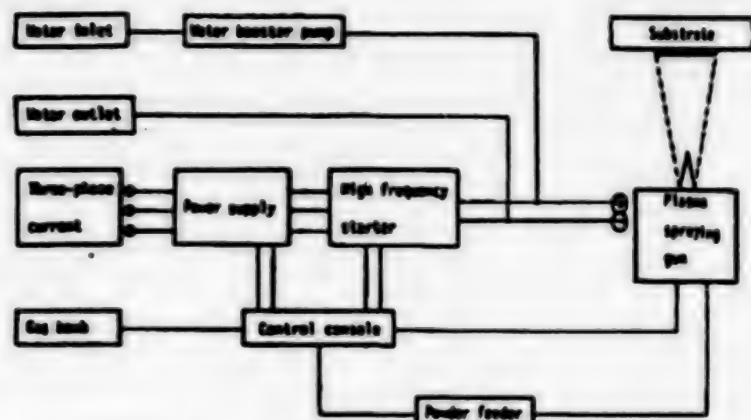 Water inlet
Water booster pump
Substrate
Water outlet
Three-phase
current
Power supply
High frequency
starter
Plasma
spraying
gun
Gas bank
Control console
Powder feeder